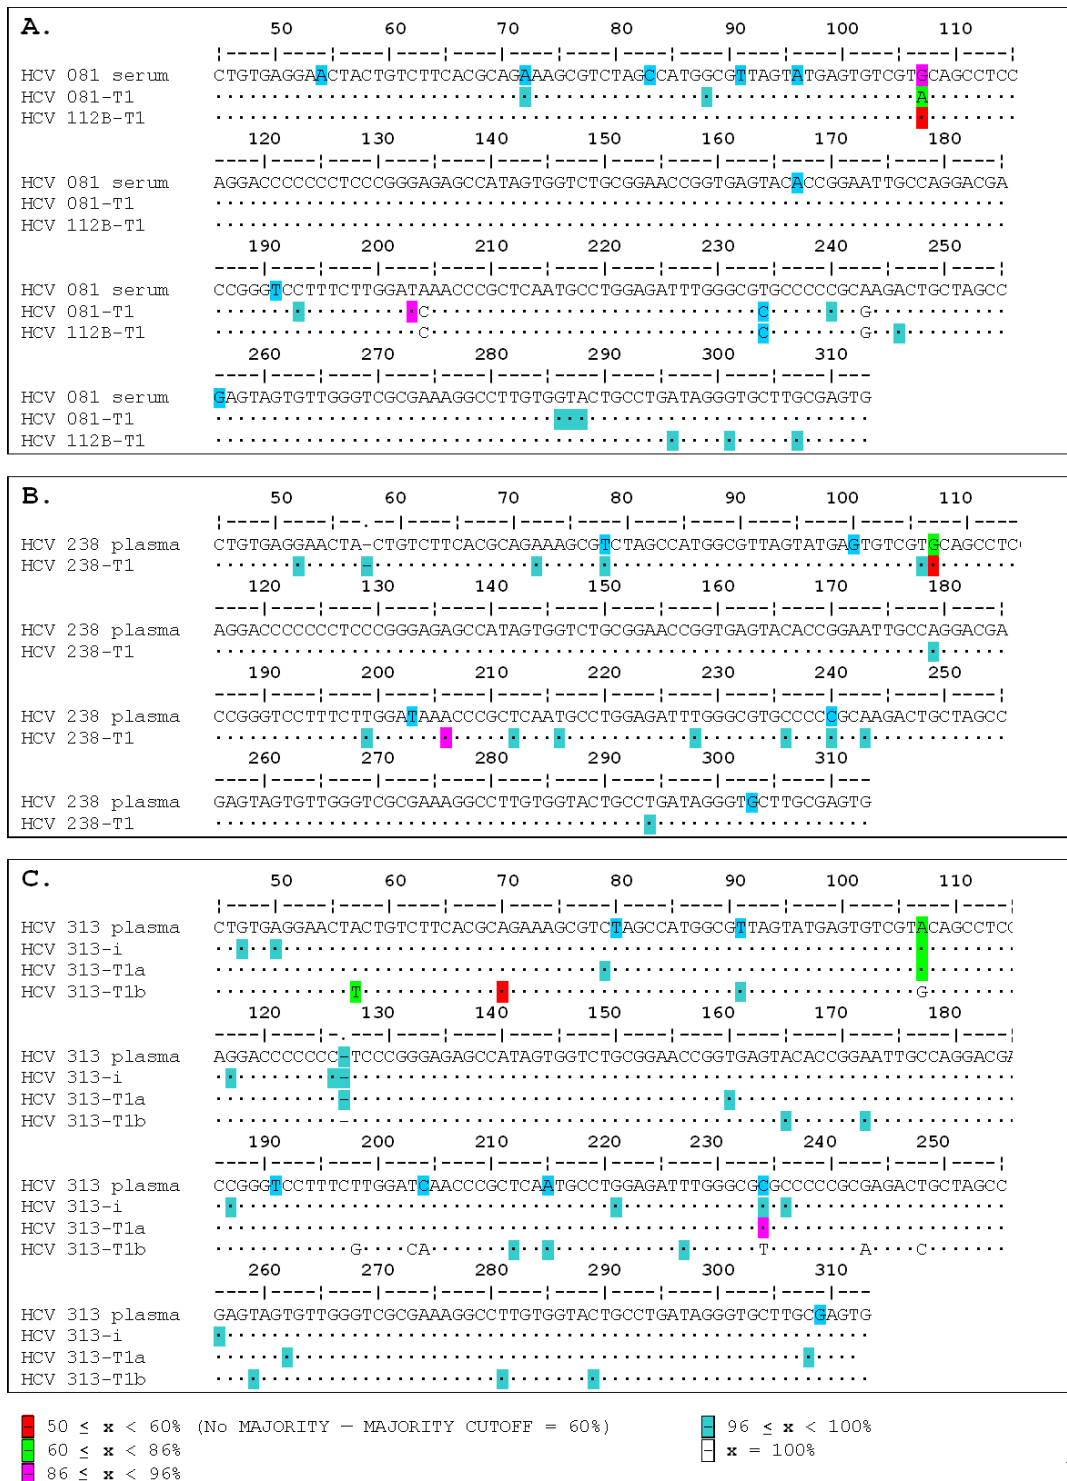 A.
50 60 70 80 90 100 110
¦----|----¦----|----¦----|----¦----|----¦----|----¦----|----¦----|----¦
HCV 081 serum CTGTGAGGAACTACTGTCTTCACGCAGAAAGCGTCTAGCCATGGCGTTAGTATGAGTGTCGTGCAGCCTCC
HCV 081-T1 ······························································A········
HCV 112B-T1 ·······································································
120 130 140 150 160 170 180
----|----¦----|----¦----|----¦----|----¦----|----¦----|----¦----|----¦
HCV 081 serum AGGACCCCCCCTCCCGGGAGAGCCATAGTGGTCTGCGGAACCGGTGAGTACACCGGAATTGCCAGGACGA
HCV 081-T1 ······································································
HCV 112B-T1 ······································································
190 200 210 220 230 240 250
----|----¦----|----¦----|----¦----|----¦----|----¦----|----¦----|----¦
HCV 081 serum CCGGGTCCTTTCTTGGATAAACCCGCTCAATGCCTGGAGATTTGGGCGTGCCCCCGCAAGACTGCTAGCC
HCV 081-T1 ··················C·····························C········G············
HCV 112B-T1 ··················C·····························C········G············
260 270 280 290 300 310
----|----¦----|----¦----|----¦----|----¦----|----¦----|---
HCV 081 serum GAGTAGTGTTGGGTCGCGAAAGGCCTTGTGGTACTGCCTGATAGGGTGCTTGCGAGTG
HCV 081-T1 ··························································
HCV 112B-T1 ··························································
B.
50 60 70 80 90 100 110
¦----|----¦--.--|----¦----|----¦----|----¦----|----¦----|----¦----|----
HCV 238 plasma CTGTGAGGAACTA-CTGTCTTCACGCAGAAAGCGTCTAGCCATGGCGTTAGTATGAGTGTCGTGCAGCCTC
HCV 238-T1 ·············-·························································
120 130 140 150 160 170 180
----|----¦----|----¦----|----¦----|----¦----|----¦----|----¦----|----¦
HCV 238 plasma AGGACCCCCCCTCCCGGGAGAGCCATAGTGGTCTGCGGAACCGGTGAGTACACCGGAATTGCCAGGACGA
HCV 238-T1 ······································································
190 200 210 220 230 240 250
----|----¦----|----¦----|----¦----|----¦----|----¦----|----¦----|----¦
HCV 238 plasma CCGGGTCCTTTCTTGGATAAACCCGCTCAATGCCTGGAGATTTGGGCGTGCCCCCGCAAGACTGCTAGCC
HCV 238-T1 ······································································
260 270 280 290 300 310
----|----¦----|----¦----|----¦----|----¦----|----¦----|---
HCV 238 plasma GAGTAGTGTTGGGTCGCGAAAGGCCTTGTGGTACTGCCTGATAGGGTGCTTGCGAGTG
HCV 238-T1 ··························································
C.
50 60 70 80 90 100 110
¦----|----¦----|----¦----|----¦----|----¦----|----¦----|----¦----|----¦
HCV 313 plasma CTGTGAGGAACTACTGTCTTCACGCAGAAAGCGTCTAGCCATGGCGTTAGTATGAGTGTCGTACAGCCTCC
HCV 313-i ·······································································
HCV 313-T1a ·······································································
HCV 313-T1b ············T·················································G········
120 130 140 150 160 170 180
----|----¦-.---|----¦----|----¦----|----¦----|----¦----|----¦----|----¦
HCV 313 plasma AGGACCCCCCC-TCCCGGGAGAGCCATAGTGGTCTGCGGAACCGGTGAGTACACCGGAATTGCCAGGACGA
HCV 313-i ···········-···························································
HCV 313-T1a ···········-···························································
HCV 313-T1b ···········-···························································
190 200 210 220 230 240 250
----|----¦----|----¦----|----¦----|----¦----|----¦----|----¦----|----¦
HCV 313 plasma CCGGGTCCTTTCTTGGATCAACCCGCTCAATGCCTGGAGATTTGGGCGCGCCCCCGCGAGACTGCTAGCC
HCV 313-i ······································································
HCV 313-T1a ······································································
HCV 313-T1b ············G····CA·····························T········A····C·······
260 270 280 290 300 310
----|----¦----|----¦----|----¦----|----¦----|----¦----|---
HCV 313 plasma GAGTAGTGTTGGGTCGCGAAAGGCCTTGTGGTACTGCCTGATAGGGTGCTTGCGAGTG
HCV 313-i ··························································
HCV 313-T1a ··························································
HCV 313-T1b ··························································
- 50 ≤ x < 60% (No MAJORITY — MAJORITY CUTOFF = 60%)
- 60 ≤ x < 86%
- 86 ≤ x < 96%
- 96 ≤ x < 100%
- x = 100%